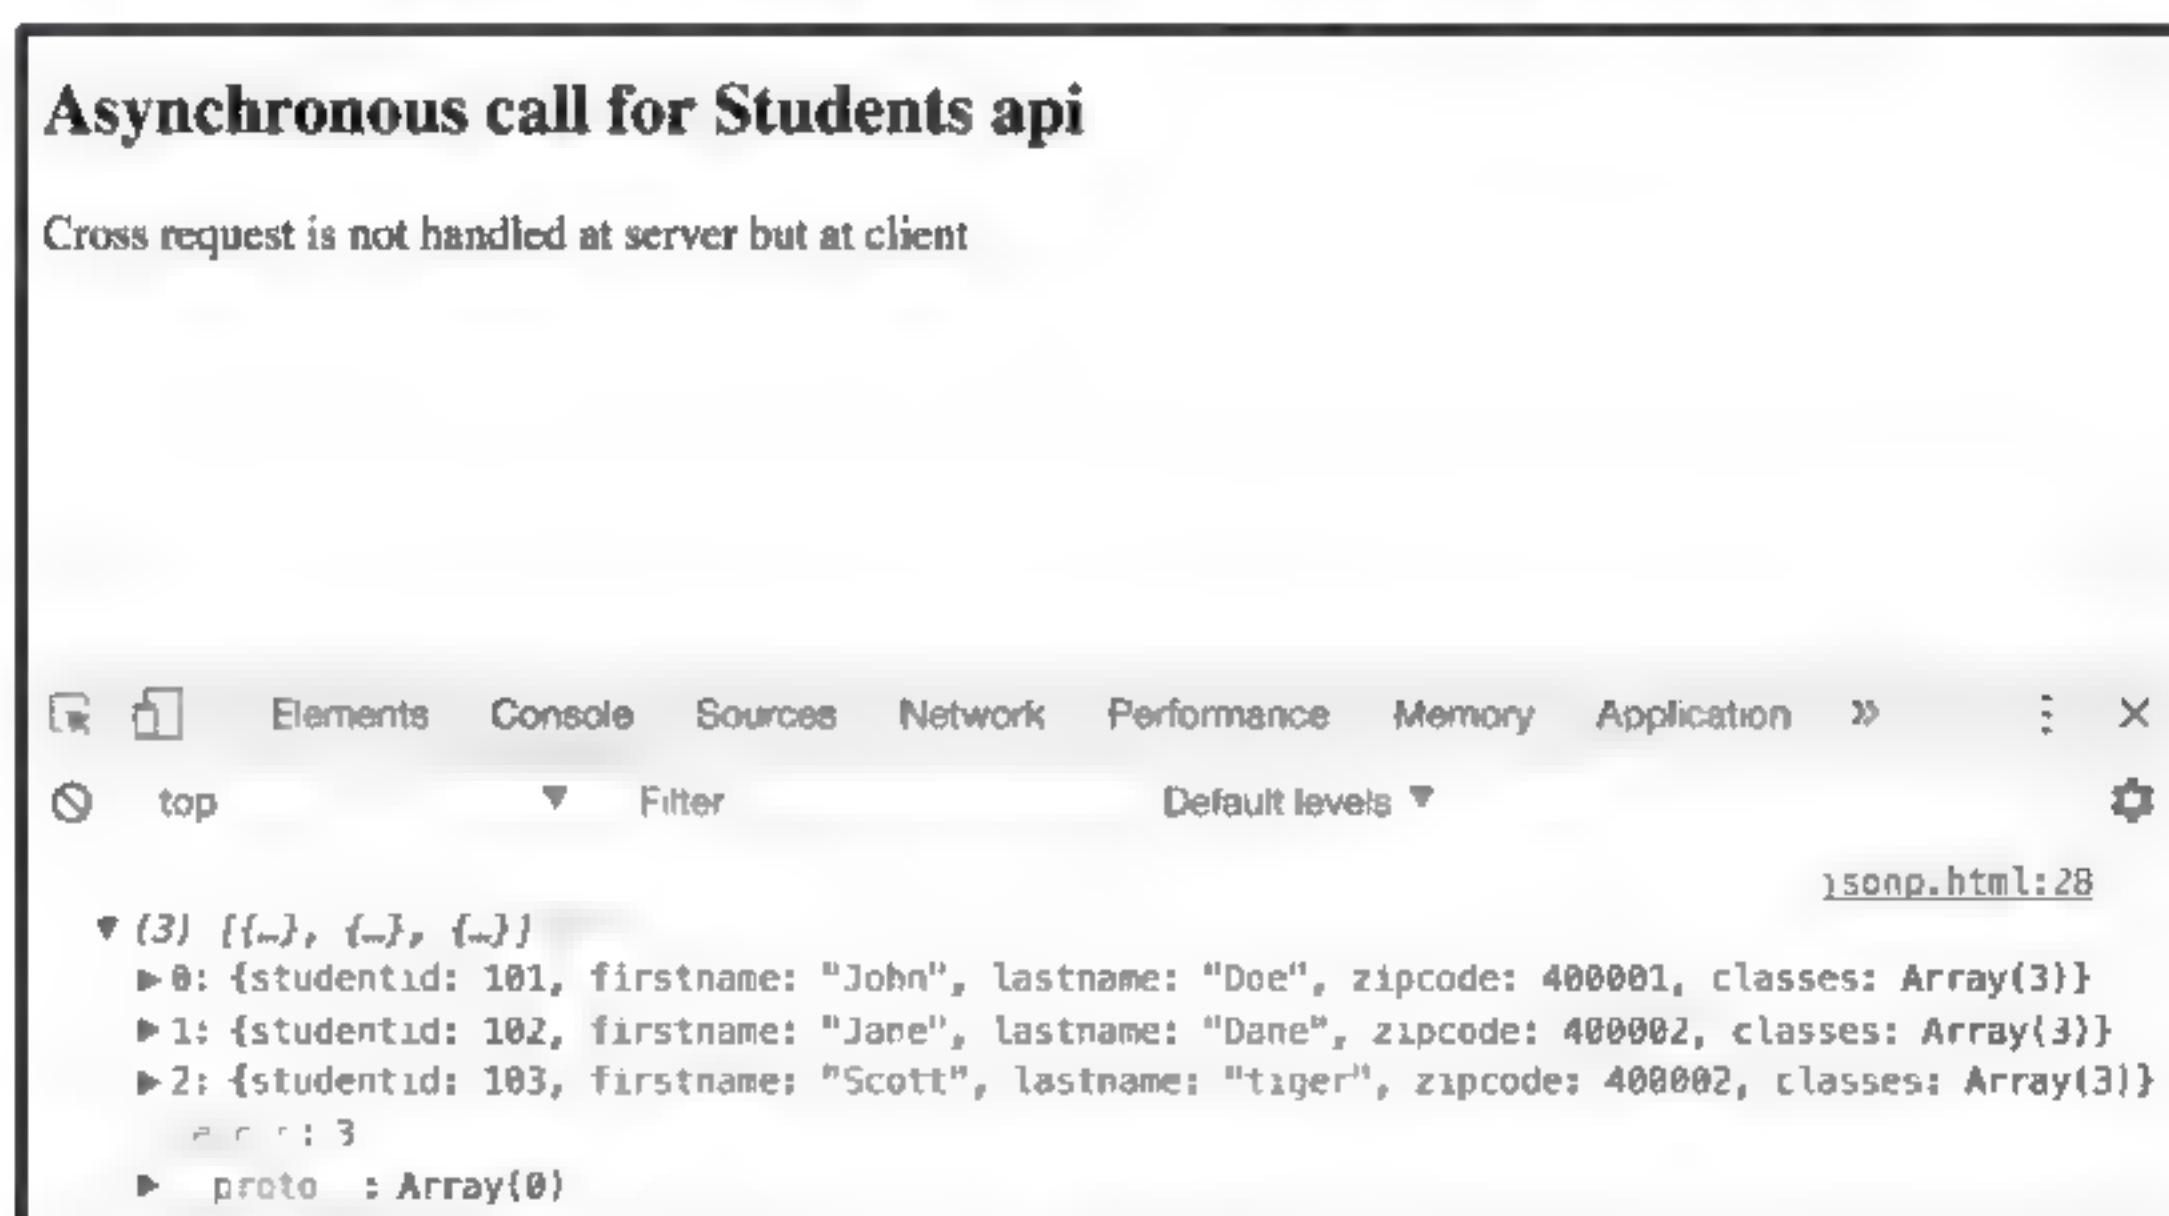 Asynchronous call for Students api
Cross request is not handled at server but at client
Elements Console Sources Network Performance Memory Application »
top ▼ Filter Default levels ▼
jsonp.html:28
▼ (3) [{…}, {…}, {…}]
▶ 0: {studentid: 101, firstname: "John", lastname: "Doe", zipcode: 400001, classes: Array(3)}
▶ 1: {studentid: 102, firstname: "Jane", lastname: "Dane", zipcode: 400002, classes: Array(3)}
▶ 2: {studentid: 103, firstname: "Scott", lastname: "tiger", zipcode: 400002, classes: Array(3)}
: 3
▶ proto : Array(0)